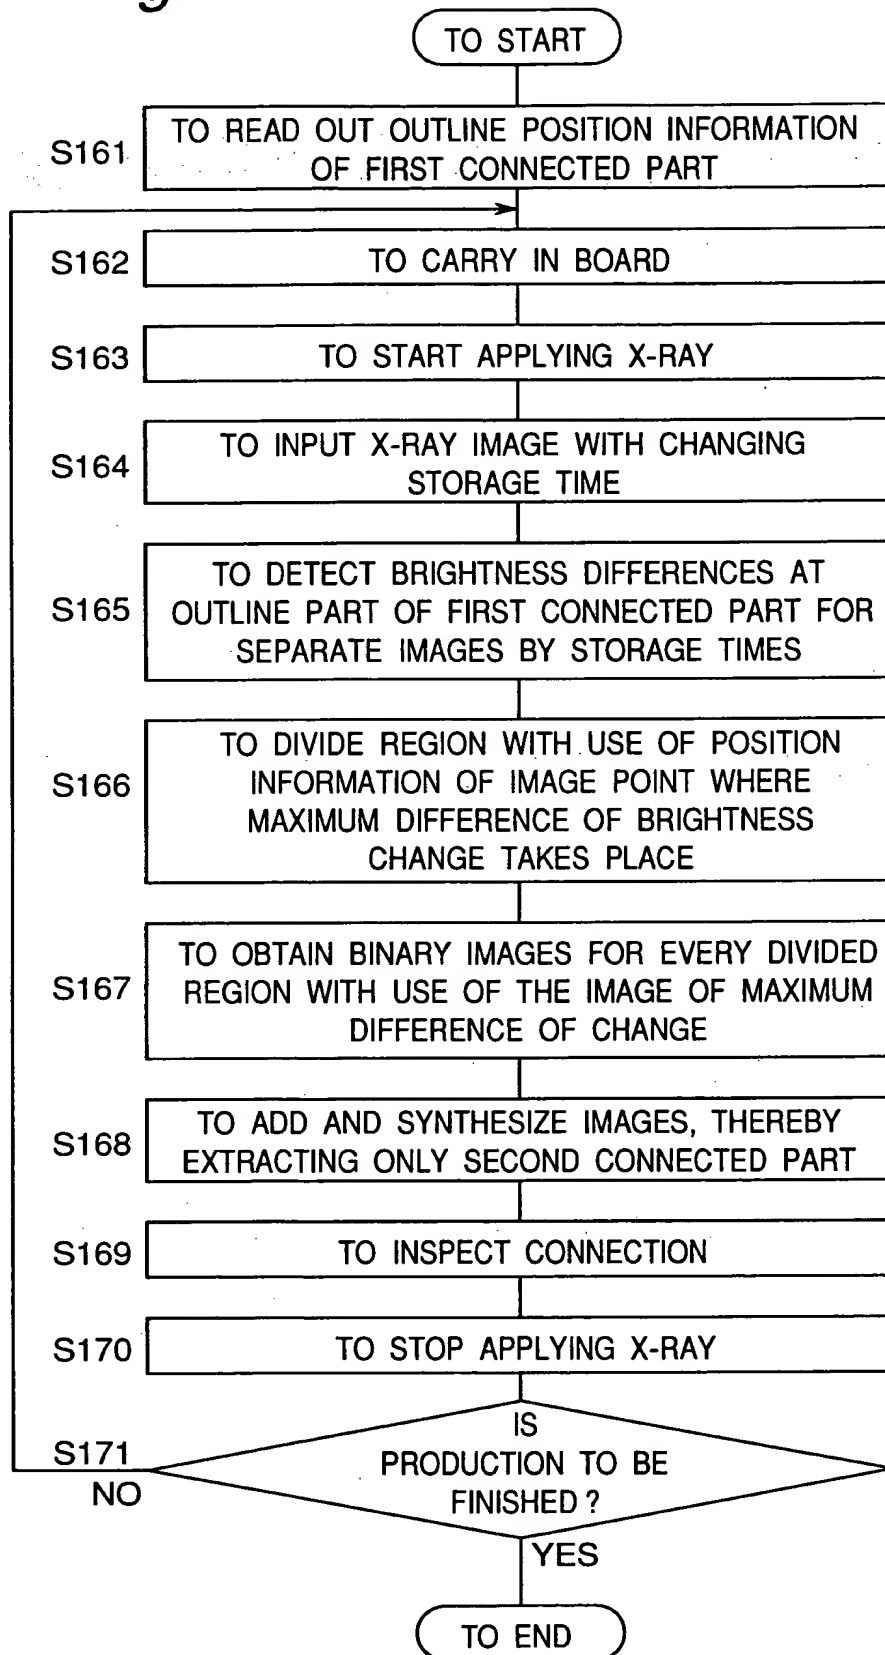 g
TO START
S161
TO READ OUT OUTLINE POSITION INFORMATION
OF FIRST CONNECTED PART
S162
TO CARRY IN BOARD
S163
TO START APPLYING X-RAY
S164
TO INPUT X-RAY IMAGE WITH CHANGING
STORAGE TIME
S165
TO DETECT BRIGHTNESS DIFFERENCES AT
OUTLINE PART OF FIRST CONNECTED PART FOR
SEPARATE IMAGES BY STORAGE TIMES
S166
TO DIVIDE REGION WITH USE OF POSITION
INFORMATION OF IMAGE POINT WHERE
MAXIMUM DIFFERENCE OF BRIGHTNESS
CHANGE TAKES PLACE
S167
TO OBTAIN BINARY IMAGES FOR EVERY DIVIDED
REGION WITH USE OF THE IMAGE OF MAXIMUM
DIFFERENCE OF CHANGE
S168
TO ADD AND SYNTHESIZE IMAGES, THEREBY
EXTRACTING ONLY SECOND CONNECTED PART
S169
TO INSPECT CONNECTION
S170
TO STOP APPLYING X-RAY
S171
IS
PRODUCTION TO BE
FINISHED?
NO
YES
TO END